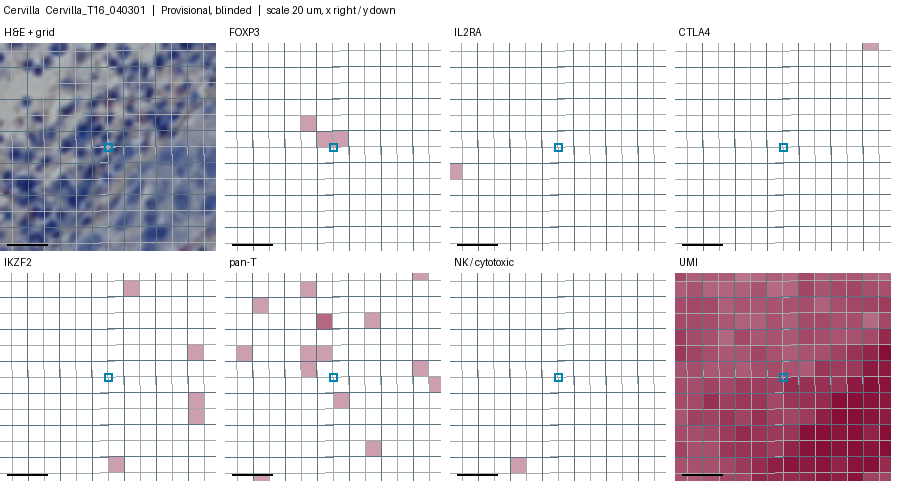 Cervilla Cervilla_T16_040301 | Provisional, blinded | scale 20 um, x right / y down
H&E + grid FOXP3 IL2RA CTLA4
IKZF2 pan-T NK / cytotoxic UMI